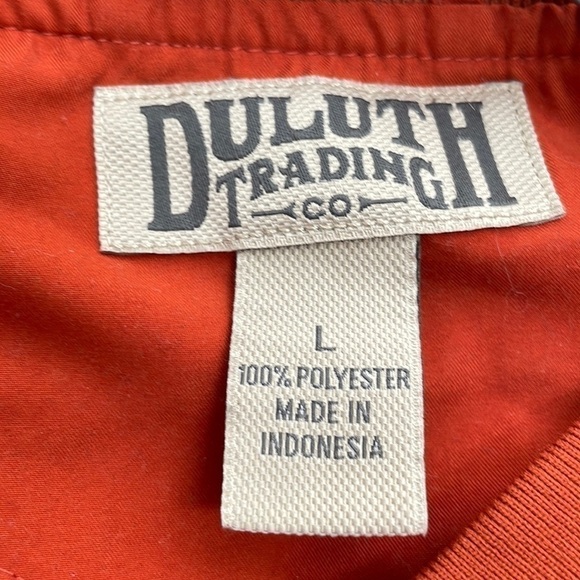 DULUTH
TRADING
CO
L
100% POLYESTER
MADE IN
INDONESIA